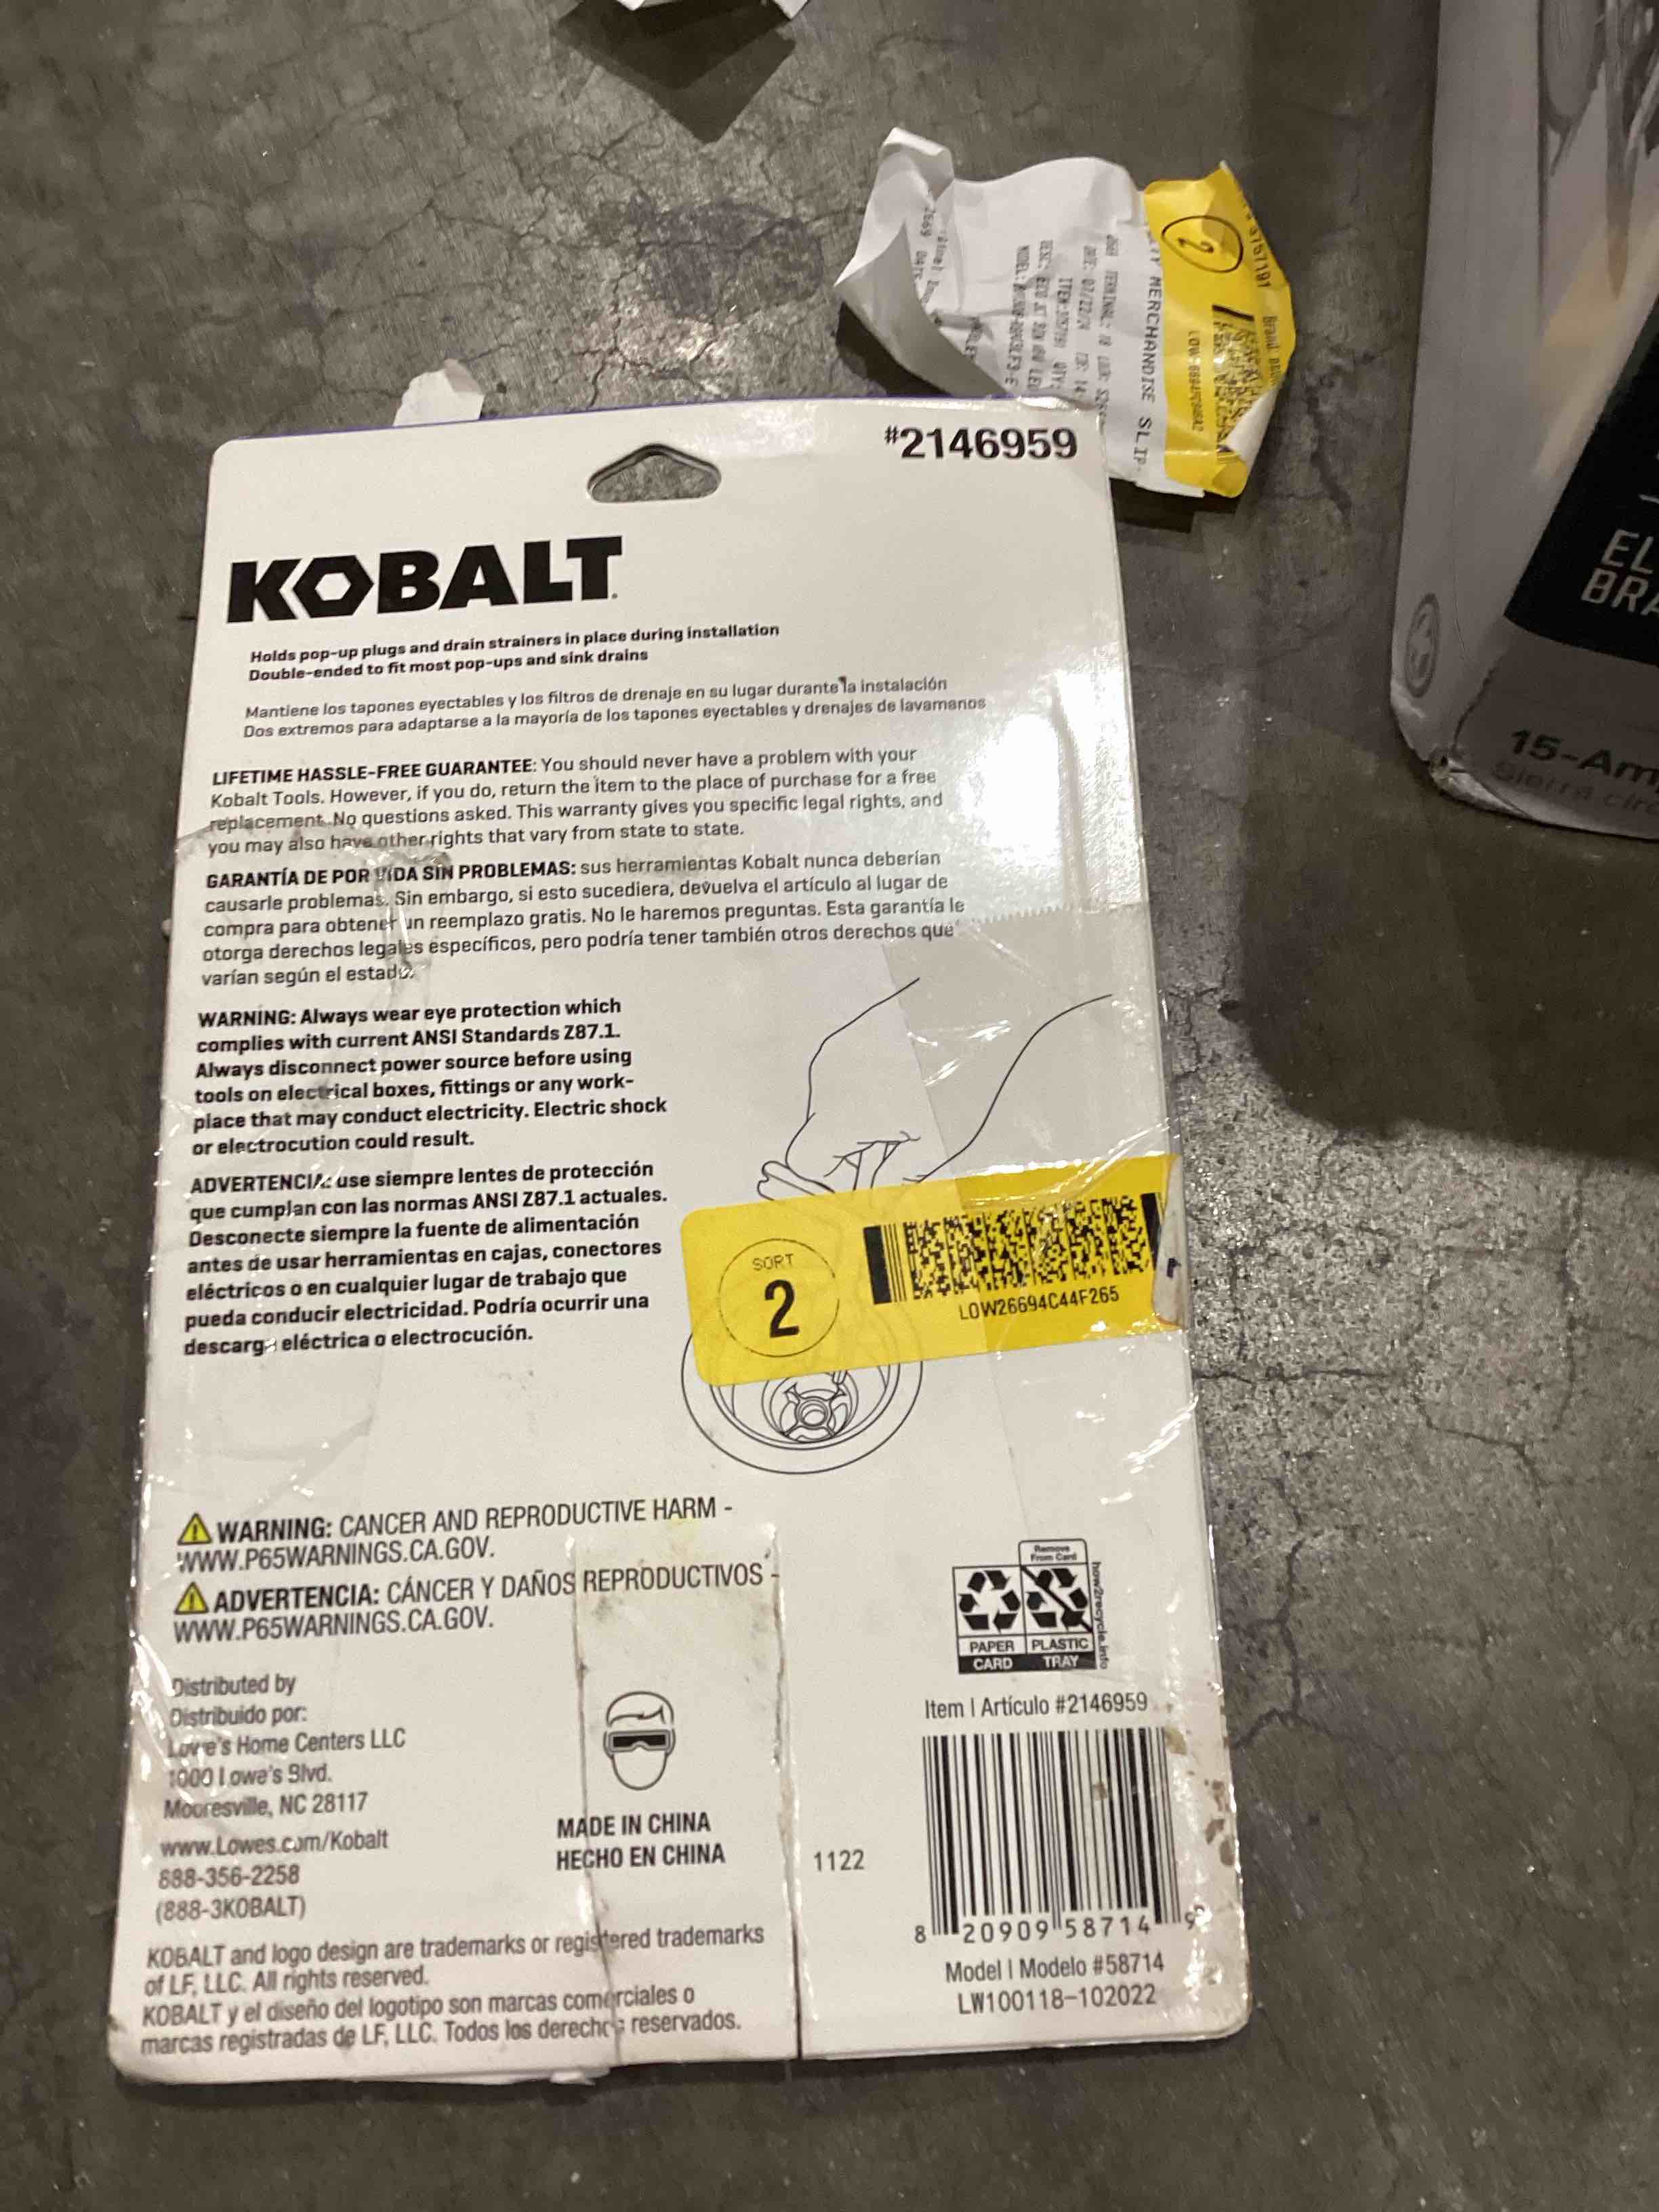 #2146959
KOBALT
Holds pop-up plugs and drain strainers in place during installation
Double-ended to fit most pop-ups and sink drains
Mantiene los tapones eyectables y los filtros de drenaje en su lugar durante la instalación
Dos extremos para adaptarse a la mayoría de los tapones eyectables y drenajes de lavamanos
LIFETIME HASSLE-FREE GUARANTEE: You should never have a problem with your
Kobalt Tools. However, if you do, return the item to the place of purchase for a free
replacement. No questions asked. This warranty gives you specific legal rights, and
you may also have other rights that vary from state to state.
GARANTÍA DE POR VIDA SIN PROBLEMAS: sus herramientas Kobalt nunca deberían
causarle problemas. Sin embargo, si esto sucediera, devuelva el artículo al lugar de
compra para obtener un reemplazo gratis. No le haremos preguntas. Esta garantía le
otorga derechos legales específicos, pero podría tener también otros derechos que
varían según el estado.
WARNING: Always wear eye protection which
complies with current ANSI Standards Z87.1.
Always disconnect power source before using
tools on electrical boxes, fittings or any work-
place that may conduct electricity. Electric shock
or electrocution could result.
ADVERTENCIA: use siempre lentes de protección
que cumplan con las normas ANSI Z87.1 actuales.
Desconecte siempre la fuente de alimentación
antes de usar herramientas en cajas, conectores
eléctricos o en cualquier lugar de trabajo que
pueda conducir electricidad. Podría ocurrir una
descarga eléctrica o electrocución.
SORT
2
LOW26694C44F265
WARNING: CANCER AND REPRODUCTIVE HARM -
WWW.P65WARNINGS.CA.GOV.
ADVERTENCIA: CÁNCER Y DAÑOS REPRODUCTIVOS -
WWW.P65WARNINGS.CA.GOV.
Distributed by
Distribuido por:
Lowe's Home Centers LLC
1000 Lowe's Blvd.
Mooresville, NC 28117
www.Lowes.com/Kobalt
888-356-2258
(888-3KOBALT)
MADE IN CHINA
HECHO EN CHINA
1122
KOBALT and logo design are trademarks or registered trademarks
of LF, LLC. All rights reserved.
KOBALT y el diseño del logotipo son marcas comerciales o
marcas registradas de LF, LLC. Todos los derechos reservados.
Remove
From Card
PAPER PLASTIC
CARD TRAY
how2recycle.info
Item | Artículo #2146959
8 20909 58714 9
Model | Modelo #58714
LW100118-102022
2
MERCHANDISE SLIP
DATE: 07/22/24
EL
BRA
15-Am
Sierra circ